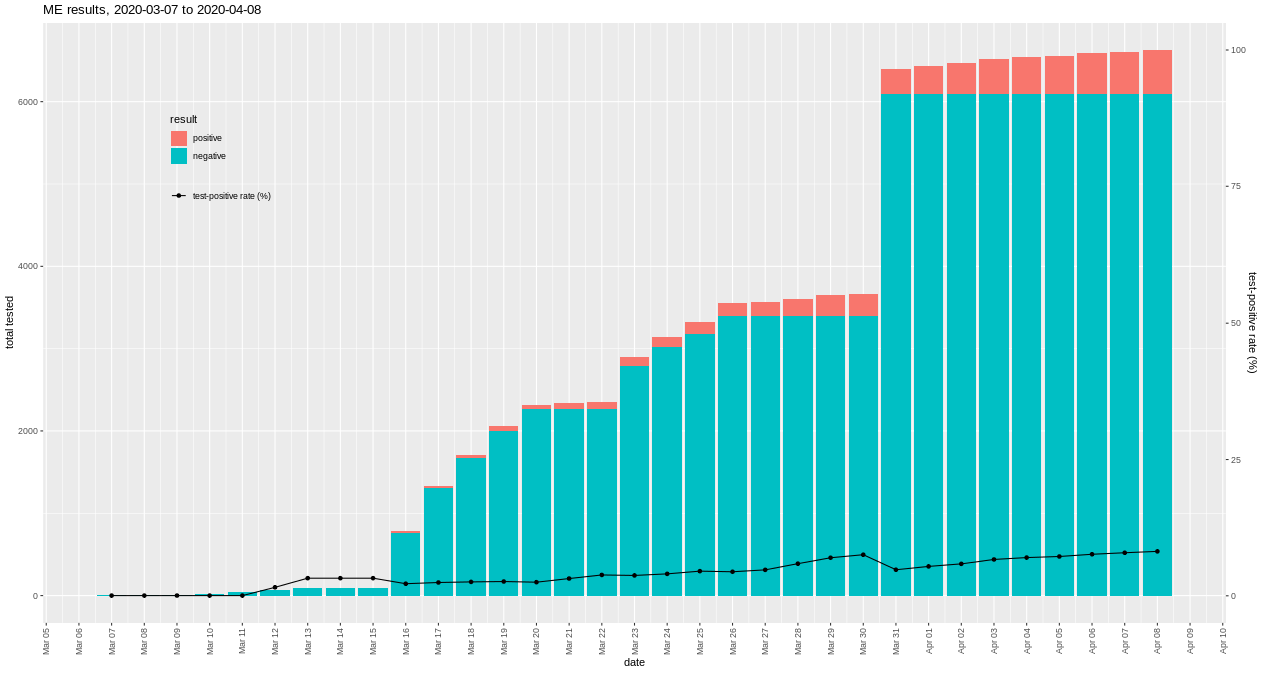 ME results, 2020-03-07 to 2020-04-08
total tested
6000
4000
2000
0
result
positive
negative
test-positive rate (%)
100
75
50
25
0
test-positive rate (%)
Mar 05
Mar 06
Mar 07
Mar 08
Mar 09
Mar 10
Mar 11
Mar 12
Mar 13
Mar 14
Mar 15
Mar 16
Mar 17
Mar 18
Mar 19
Mar 20
Mar 21
Mar 22
Mar 23
Mar 24
Mar 25
Mar 26
Mar 27
Mar 28
Mar 29
Mar 30
Mar 31
Apr 01
Apr 02
Apr 03
Apr 04
Apr 05
Apr 06
Apr 07
Apr 08
Apr 09
Apr 10
date